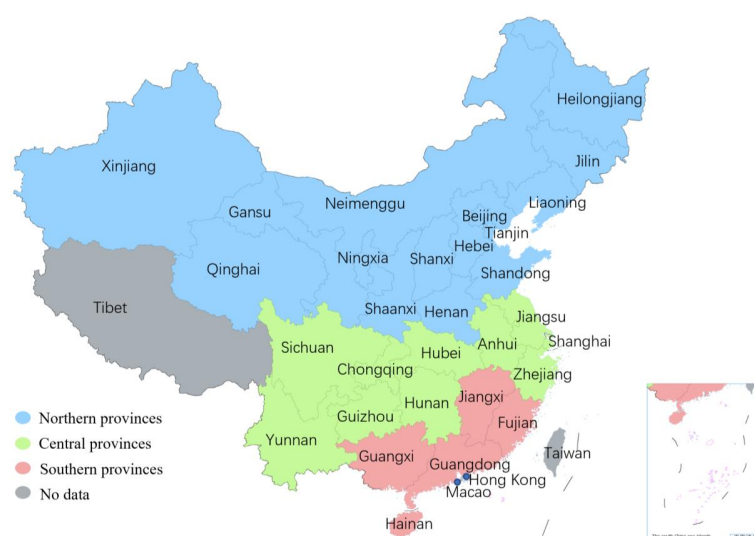 Heilongjiang
Jilin
Xinjiang
Liaoning
Neimenggu
Gansu
Beijing
Tianjin
Hebei
Ningxia
Shanxi
Qinghai
Shandong
Tibet
Shaanxi
Henan
Jiangsu
Shanghai
Anhui
Sichuan
Hubei
Chongqing
Zhejiang
Jiangxi
Hunan
Northern provinces
Guizhou
Fujian
Central provinces
Yunnan
Taiwan
Guangxi
Southern provinces
Guangdong
Hong Kong
No data
Macao
Hainan